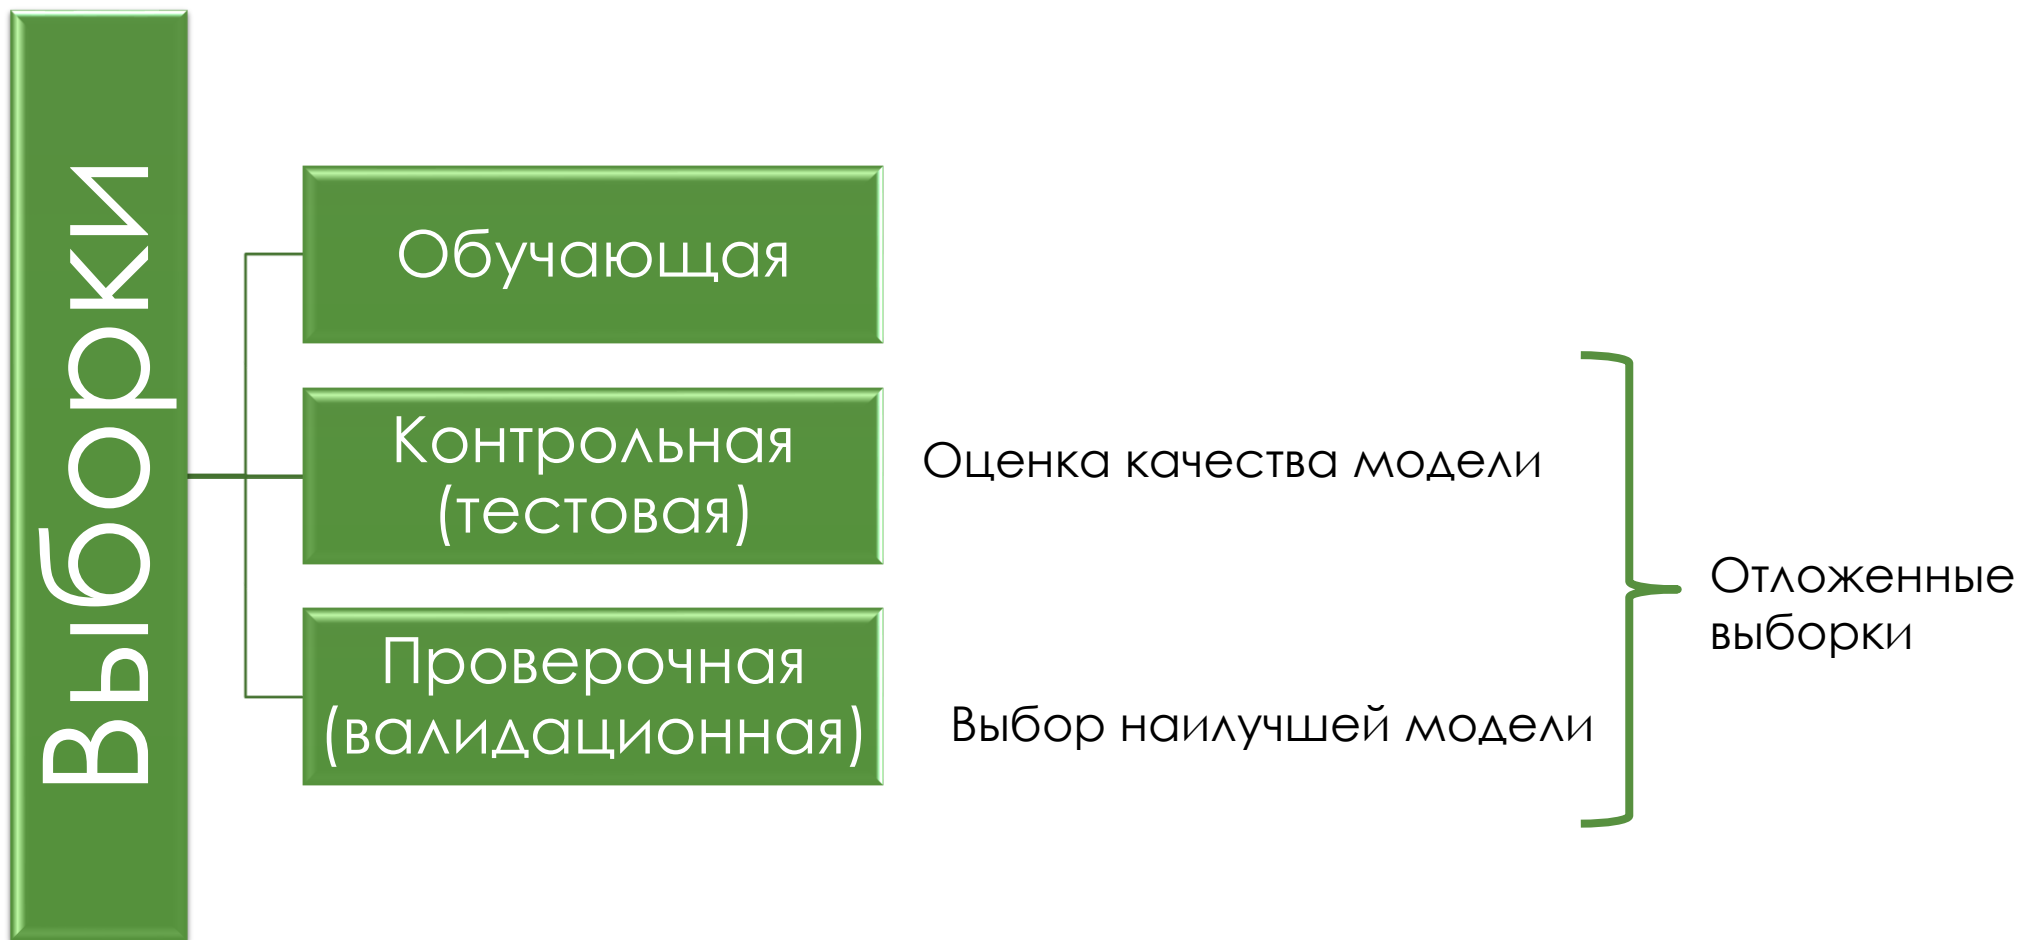 Выборки
Обучающая
Контрольная
(тестовая)
Оценка качества модели
Проверочная
(валидационная)
Выбор наилучшей модели
Отложенные
выборки